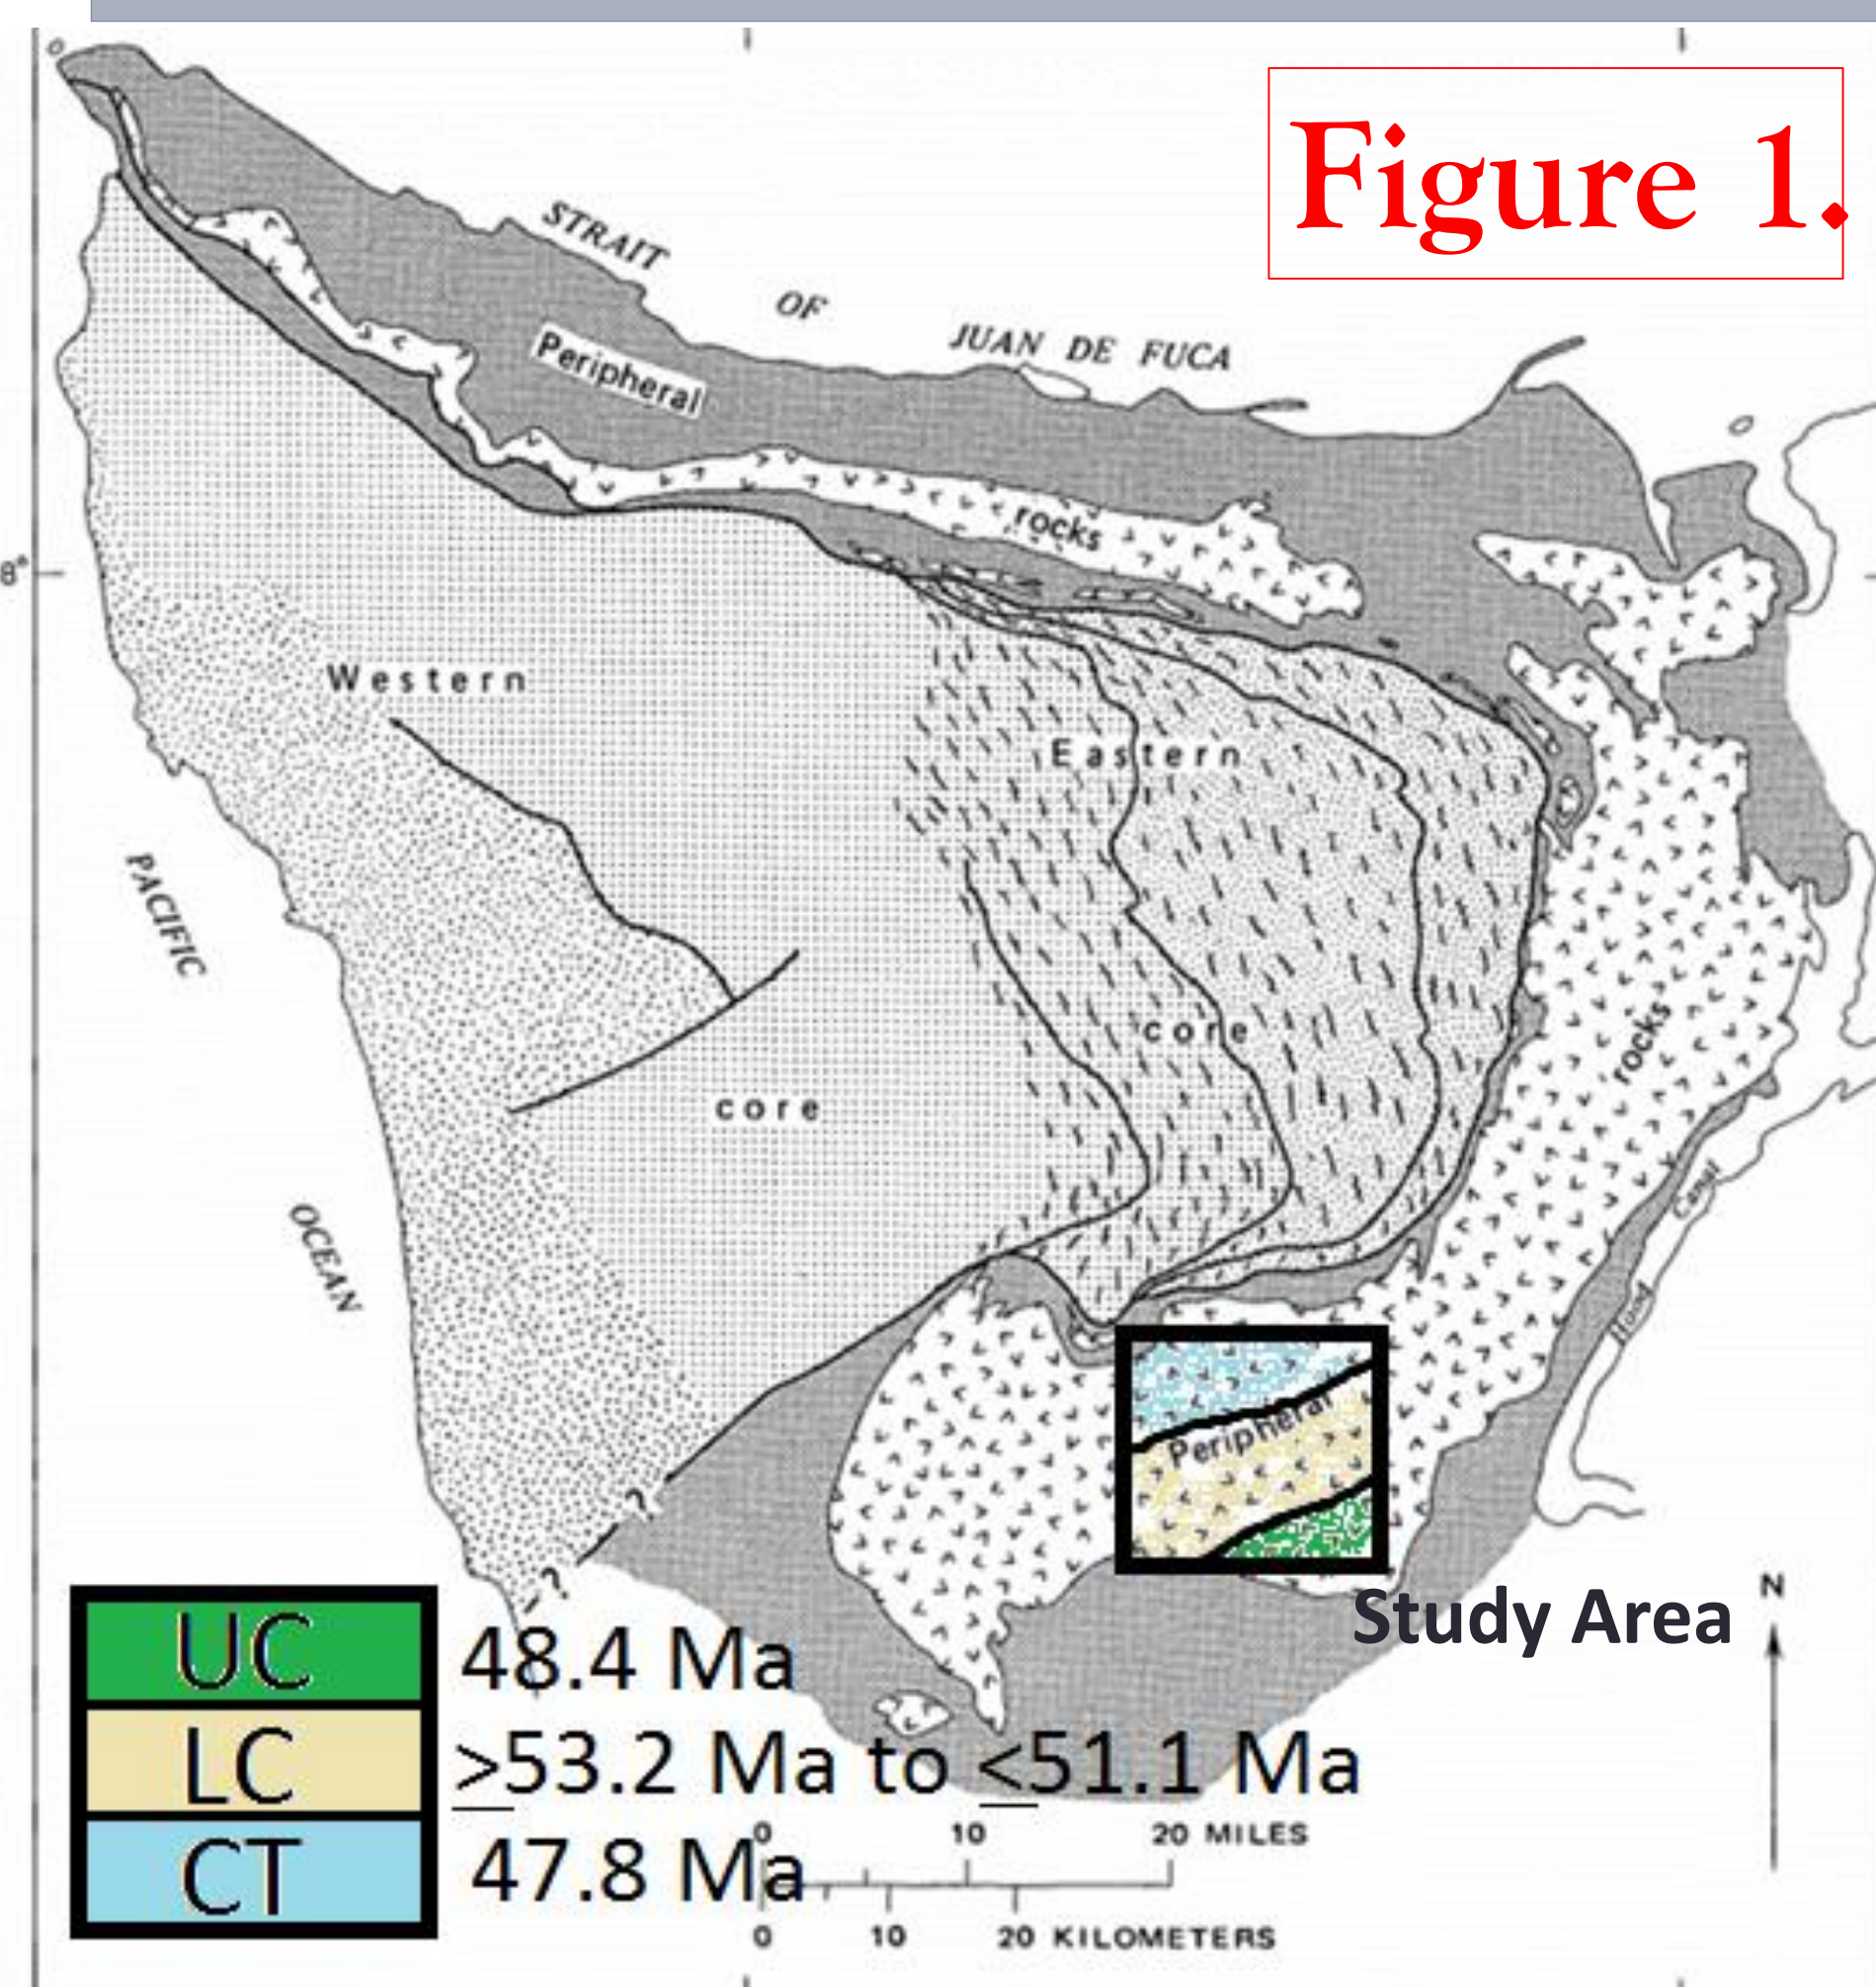 Figure 1.
STRAIT
OF
JUAN DE FUCA
Peripheral
rocks
8°
Western
Eastern
PACIFIC
core
rocks
core
Canal
OCEAN
Hood
Peripheral
?
?
Study Area
N
UC 48.4 Ma
LC >53.2 Ma to <51.1 Ma
CT 47.8 Ma
0 10 20 MILES
0 10 20 KILOMETERS